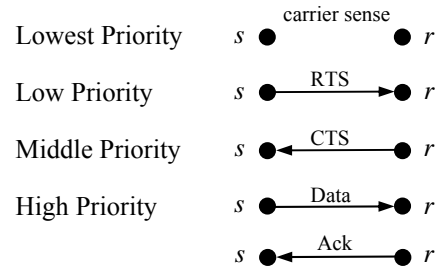 carrier sense
Lowest Priority s r
Low Priority s RTS r
Middle Priority s CTS r
High Priority s Data r
s Ack r